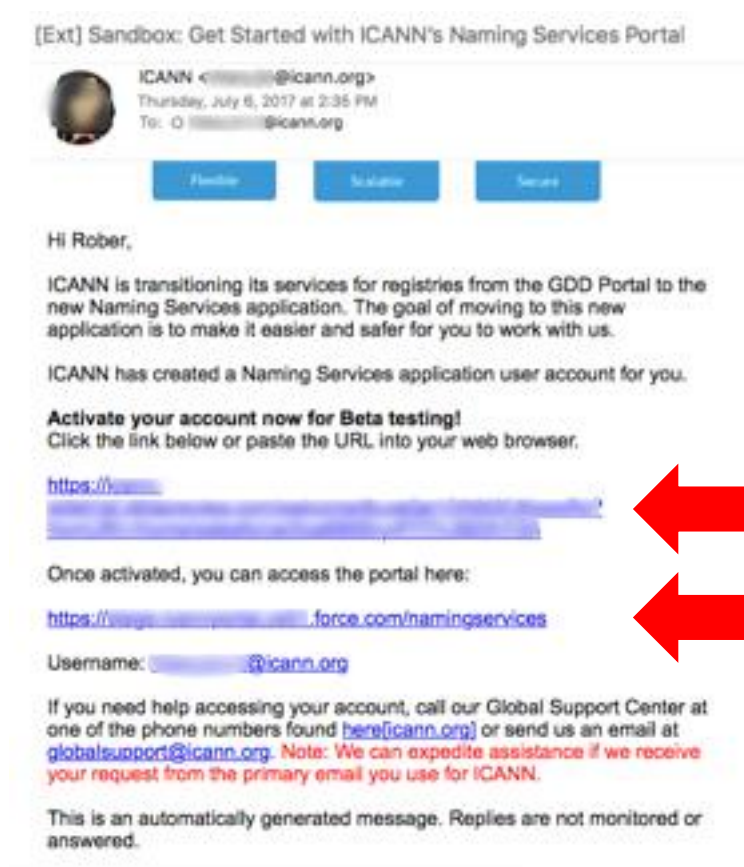 [Ext] Sandbox: Get Started with ICANN's Naming Services Portal
ICANN < @icann.org>
Thursday, July 6, 2017 at 2:35 PM
To: O @icann.org
Flexible Scalable Secure
Hi Rober,
ICANN is transitioning its services for registries from the GDD Portal to the
new Naming Services application. The goal of moving to this new
application is to make it easier and safer for you to work with us.
ICANN has created a Naming Services application user account for you.
Activate your account now for Beta testing!
Click the link below or paste the URL into your web browser.
https://
Once activated, you can access the portal here:
https:// .force.com/namingservices
Username: @icann.org
If you need help accessing your account, call our Global Support Center at
one of the phone numbers found here[icann.org] or send us an email at
globalsupport@icann.org. Note: We can expedite assistance if we receive
your request from the primary email you use for ICANN.
This is an automatically generated message. Replies are not monitored or
answered.